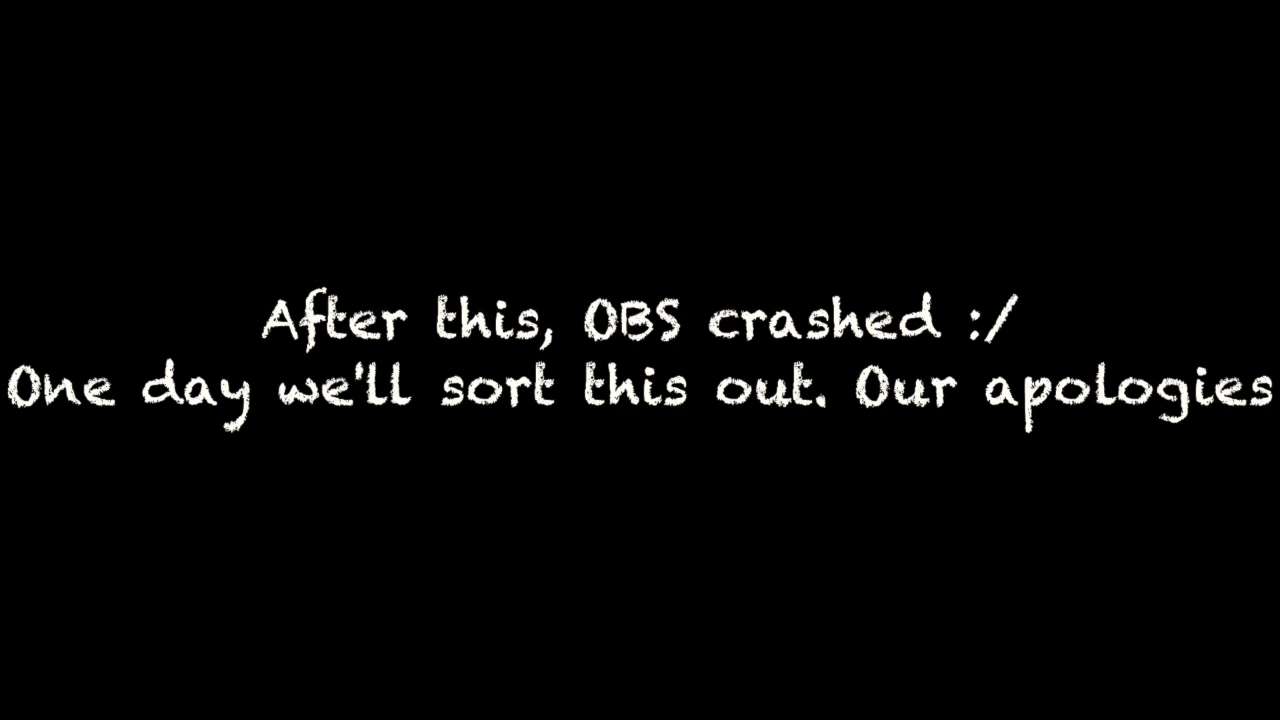 After this, OBS crashed :/
One day we'll sort this out. Our apologies